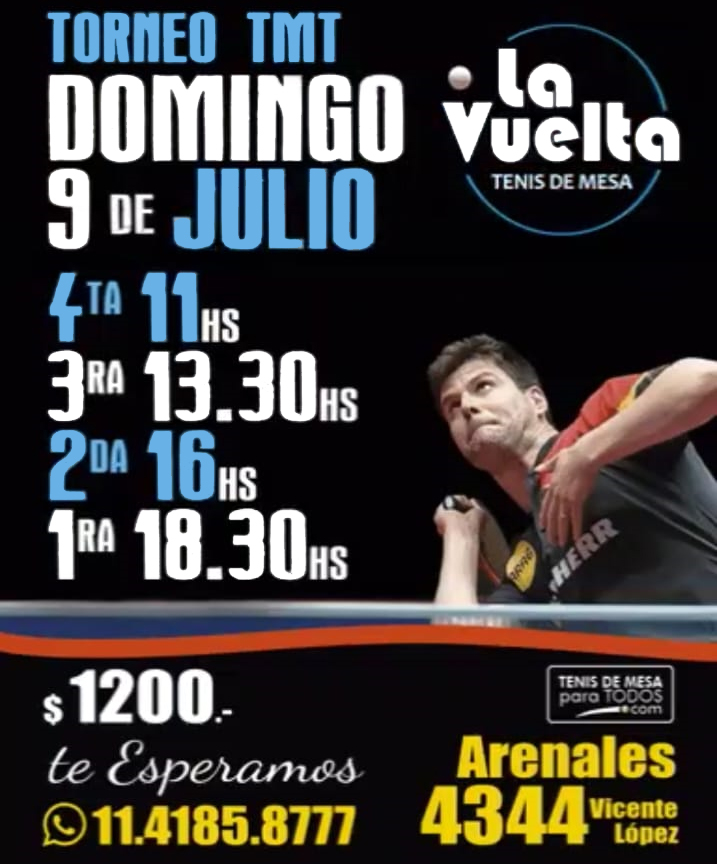 TORNEO TMT
DOMINGO
9 DE JULIO
La
Vuelta
TENIS DE MESA
4TA 11HS
3RA 13.30HS
2DA 16HS
1RA 18.30HS
HERR
$1200.-
te Esperamos
11.4185.8777
TENIS DE MESA
para TODOS
.com
Arenales
4344 Vicente
López